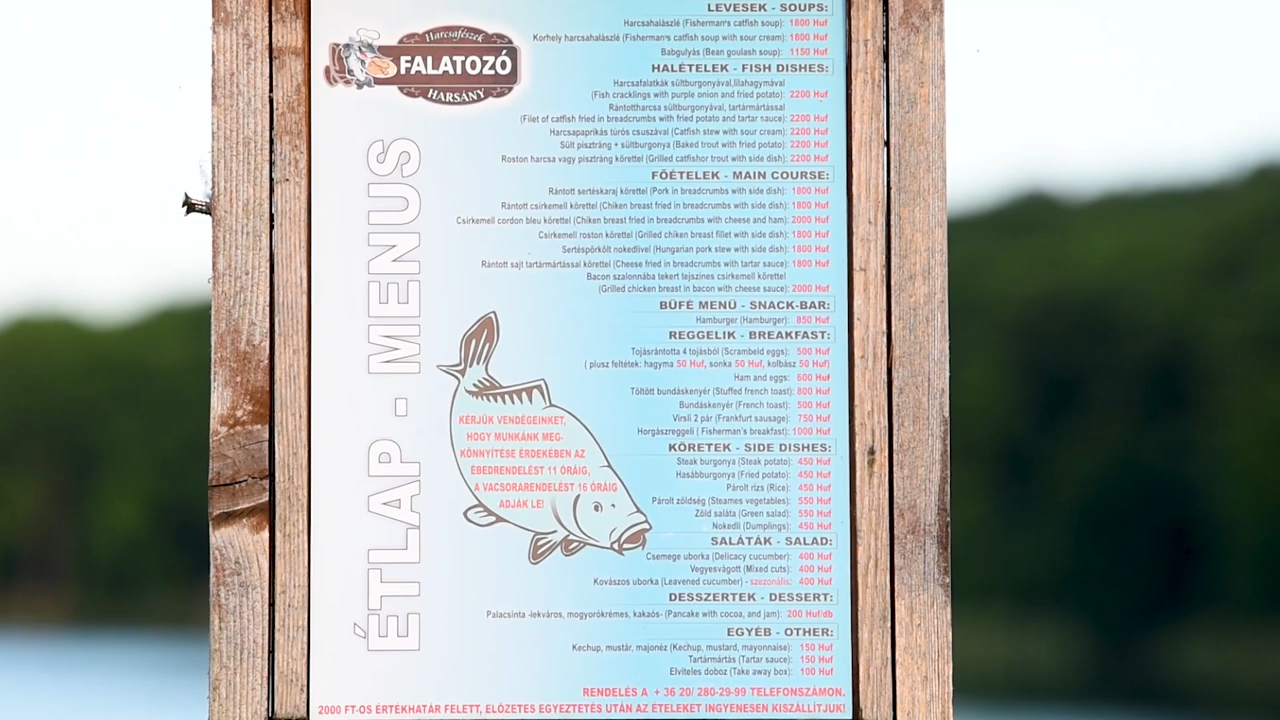 Harcsafészek
FALATOZÓ
HARSÁNY
ÉTLAP - MENUS
LEVESEK - SOUPS:
Harcsahalászlé (Fisherman's catfish soup): 1800 Huf
Korhely harcsahalászlé (Fisherman's catfish soup with sour cream): 1800 Huf
Babgulyás (Bean goulash soup): 1150 Huf
HALÉTELEK - FISH DISHES:
Harcsafalatkák sültburgonyával,lilahagymával
(Fish cracklings with purple onion and fried potato): 2200 Huf
Rántottharcsa sültburgonyával, tartármártással
(Filet of catfish fried in breadcrumbs with fried potato and tartar sauce): 2200 Huf
Harcsapaprikás túrós csuszával (Catfish stew with sour cream): 2200 Huf
Sült pisztráng + sültburgonya (Baked trout with fried potato): 2200 Huf
Roston harcsa vagy pisztráng körettel (Grilled catfishor trout with side dish): 2200 Huf
FŐÉTELEK - MAIN COURSE:
Rántott sertéskaraj körettel (Pork in breadcrumbs with side dish): 1800 Huf
Rántott csirkemell körettel (Chiken breast fried in breadcrumbs with side dish): 1800 Huf
Csirkemell cordon bleu körettel (Chiken breast fried in breadcrumbs with cheese and ham): 2000 Huf
Csirkemell roston körettel (Grilled chiken breast fillet with side dish): 1800 Huf
Sertéspörkölt nokedlivel (Hungarian pork stew with side dish): 1800 Huf
Rántott sajt tartármártással körettel (Cheese fried in breadcrumbs with tartar sauce): 1800 Huf
Bacon szalonnába tekert tejszínes csirkemell körettel
(Grilled chicken breast in bacon with cheese sauce): 2000 Huf
BÜFÉ MENÜ - SNACK-BAR:
Hamburger (Hamburger): 850 Huf
REGGELIK - BREAKFAST:
Tojásrántotta 4 tojásból (Scrambeld eggs): 500 Huf
( plusz feltétek: hagyma 50 Huf, sonka 50 Huf, kolbász 50 Huf)
Ham and eggs: 600 Huf
Töltött bundáskenyér (Stuffed french toast): 800 Huf
Bundáskenyér (French toast): 500 Huf
Virsli 2 pár (Frankfurt sausage): 750 Huf
Horgászreggeli ( Fisherman's breakfast): 1000 Huf
KÉRJÜK VENDÉGEINKET,
HOGY MUNKÁNK MEG-
KÖNNYÍTÉSE ÉRDEKÉBEN AZ
ÉBEDRENDELÉST 11 ÓRÁIG,
A VACSORARENDELÉST 16 ÓRÁIG
ADJÁK LE!
KÖRETEK - SIDE DISHES:
Steak burgonya (Steak potato): 450 Huf
Hasábburgonya (Fried potato): 450 Huf
Párolt rizs (Rice): 450 Huf
Párolt zöldség (Steames vegetables): 550 Huf
Zöld saláta (Green salad): 550 Huf
Nokedli (Dumplings): 450 Huf
SALÁTÁK - SALAD:
Csemege uborka (Delicacy cucumber): 400 Huf
Vegyesvágott (Mixed cuts): 400 Huf
Kovászos uborka (Leavened cucumber) - szezonális: 400 Huf
DESSZERTEK - DESSERT:
Palacsinta -lekváros, mogyorókrémes, kakaós- (Pancake with cocoa, and jam): 200 Huf/db
EGYÉB - OTHER:
Kechup, mustár, majonéz (Kechup, mustard, mayonnaise): 150 Huf
Tartármártás (Tartar sauce): 150 Huf
Elviteles doboz (Take away box): 100 Huf
RENDELÉS A + 36 20/ 280-29-99 TELEFONSZÁMON.
2000 FT-OS ÉRTÉKHATÁR FELETT, ELŐZETES EGYEZTETÉS UTÁN AZ ÉTELEKET INGYENESEN KISZÁLLÍTJUK!